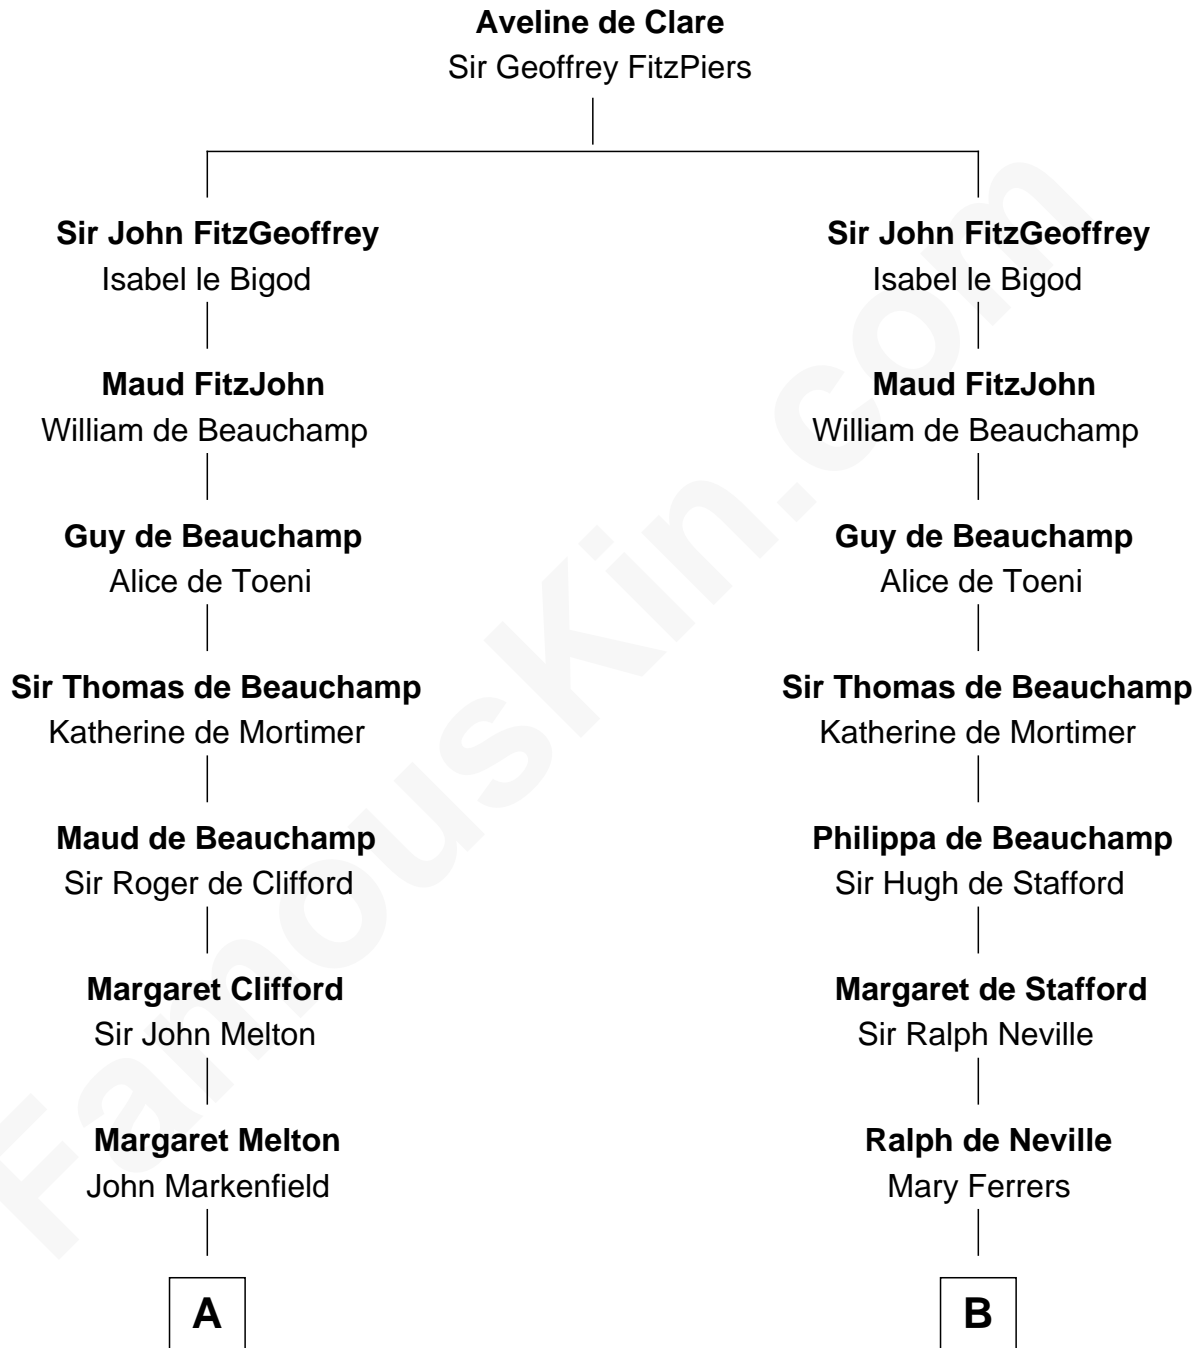 Aveline de Clare
Sir Geoffrey FitzPiers
Sir John FitzGeoffrey
Isabel le Bigod
Maud FitzJohn
William de Beauchamp
Guy de Beauchamp
Alice de Toeni
Sir Thomas de Beauchamp
Katherine de Mortimer
Maud de Beauchamp
Sir Roger de Clifford
Margaret Clifford
Sir John Melton
Margaret Melton
John Markenfield
A
Sir John FitzGeoffrey
Isabel le Bigod
Maud FitzJohn
William de Beauchamp
Guy de Beauchamp
Alice de Toeni
Sir Thomas de Beauchamp
Katherine de Mortimer
Philippa de Beauchamp
Sir Hugh de Stafford
Margaret de Stafford
Sir Ralph Neville
Ralph de Neville
Mary Ferrers
B
FamousKin.com